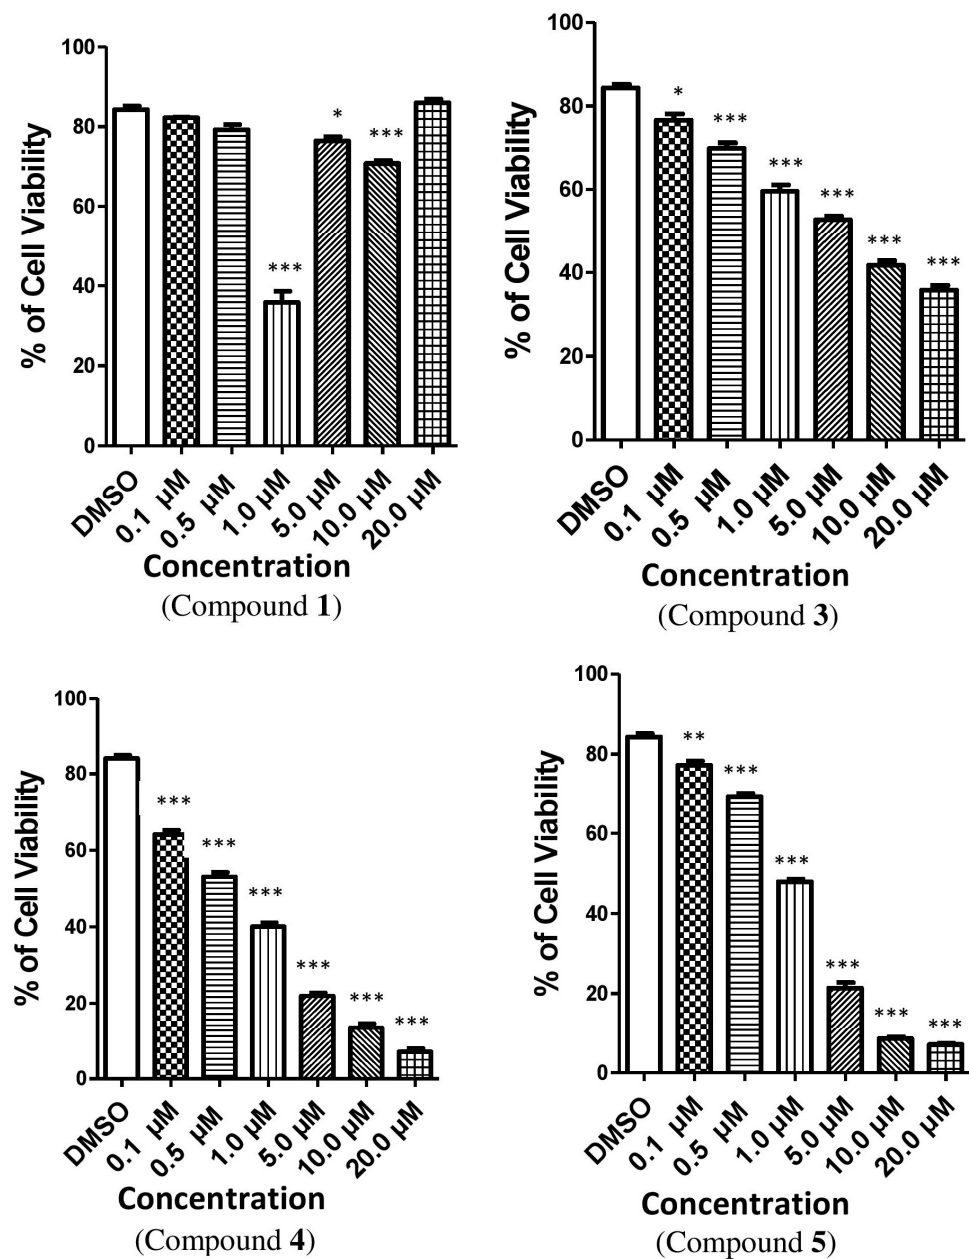 % of Cell Viability
100
80
60
40
20
0
*
***
***
DMSO
0.1 µM
0.5 µM
1.0 µM
5.0 µM
10.0 µM
20.0 µM
Concentration
(Compound 1)
% of Cell Viability
100
80
60
40
20
0
*
***
***
***
***
***
DMSO
0.1 µM
0.5 µM
1.0 µM
5.0 µM
10.0 µM
20.0 µM
Concentration
(Compound 3)
% of Cell Viability
100
80
60
40
20
0
***
***
***
***
***
***
DMSO
0.1 µM
0.5 µM
1.0 µM
5.0 µM
10.0 µM
20.0 µM
Concentration
(Compound 4)
% of Cell Viability
100
80
60
40
20
0
**
***
***
***
***
***
DMSO
0.1 µM
0.5 µM
1.0 µM
5.0 µM
10.0 µM
20.0 µM
Concentration
(Compound 5)